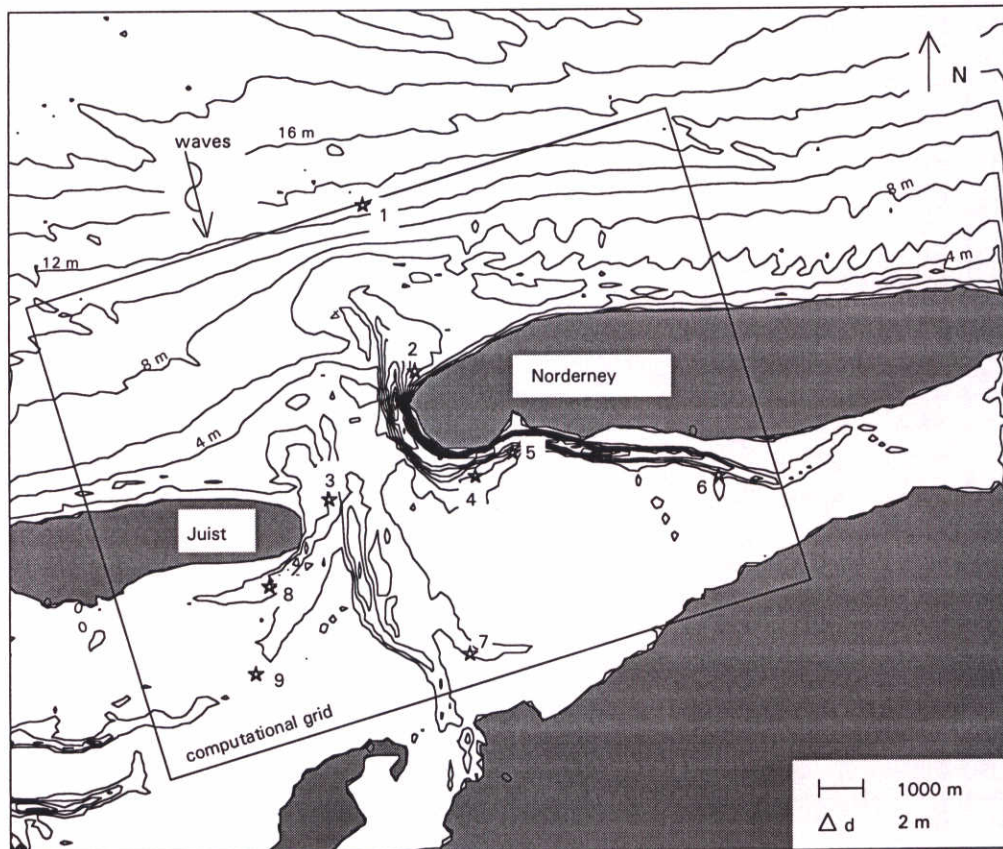 N
16 m
waves
1
8 m
12 m
4 m
2
8 m
Norderney
4 m
5
3
4
6
Juist
8
7
9
computational grid
1000 m
Δ d 2 m